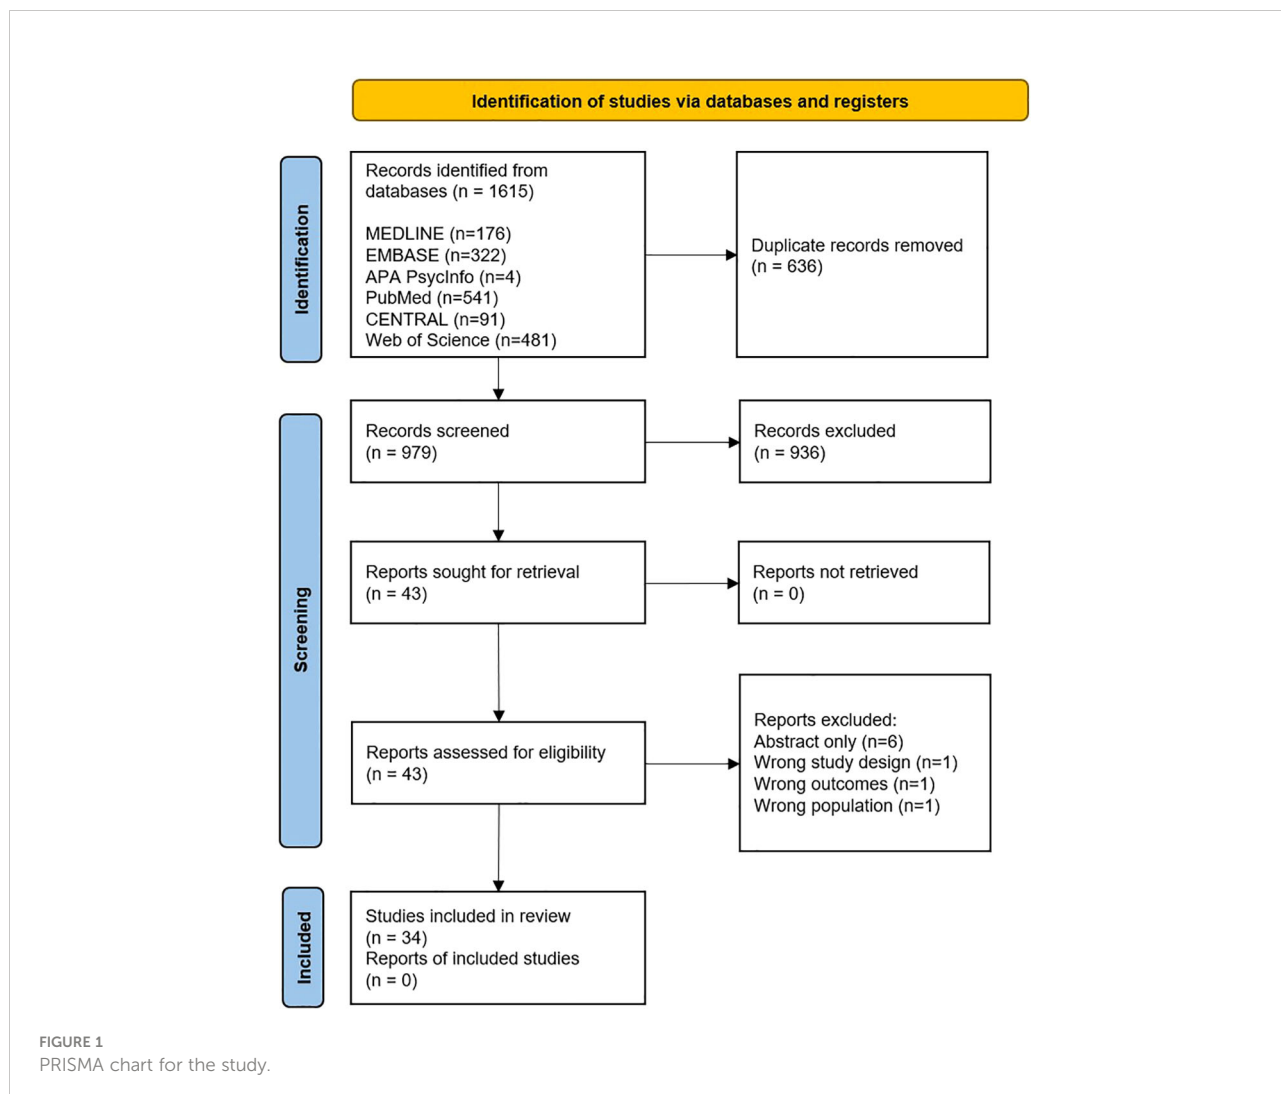 Identification of studies via databases and registers
Identification
Records identified from
databases (n = 1615)
MEDLINE (n=176)
EMBASE (n=322)
APA PsycInfo (n=4)
PubMed (n=541)
CENTRAL (n=91)
Web of Science (n=481)
Duplicate records removed
(n = 636)
Screening
Records screened
(n = 979)
Records excluded
(n = 936)
Reports sought for retrieval
(n = 43)
Reports not retrieved
(n = 0)
Reports assessed for eligibility
(n = 43)
Reports excluded:
Abstract only (n=6)
Wrong study design (n=1)
Wrong outcomes (n=1)
Wrong population (n=1)
Included
Studies included in review
(n = 34)
Reports of included studies
(n = 0)
FIGURE 1
PRISMA chart for the study.